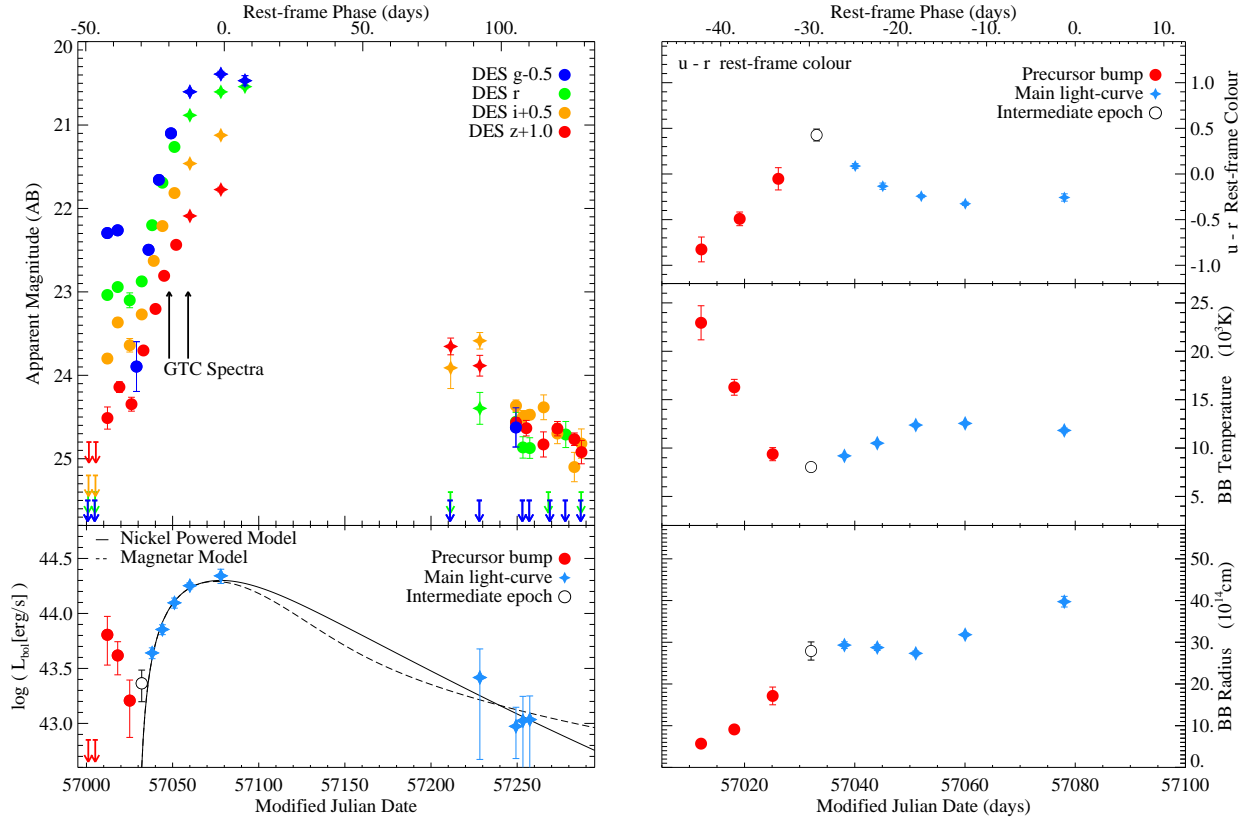 Rest-frame Phase (days)
-50. 0. 50. 100.
20
21
22
23
24
25
Apparent Magnitude (AB)
DES g-0.5
DES r
DES i+0.5
DES z+1.0
GTC Spectra
Nickel Powered Model
Magnetar Model
Precursor bump
Main light-curve
Intermediate epoch
44.5
44.0
43.5
43.0
log ( L_bol[erg/s] )
57000 57050 57100 57150 57200 57250
Modified Julian Date
Rest-frame Phase (days)
-40. -30. -20. -10. 0. 10.
u - r rest-frame colour
Precursor bump
Main light-curve
Intermediate epoch
1.0
0.5
0.0
-0.5
-1.0
u - r Rest-frame Colour
25.
20.
15.
10.
5.
BB Temperature (10³K)
50.
40.
30.
20.
10.
0.
BB Radius (10¹⁴cm)
57020 57040 57060 57080 57100
Modified Julian Date (days)